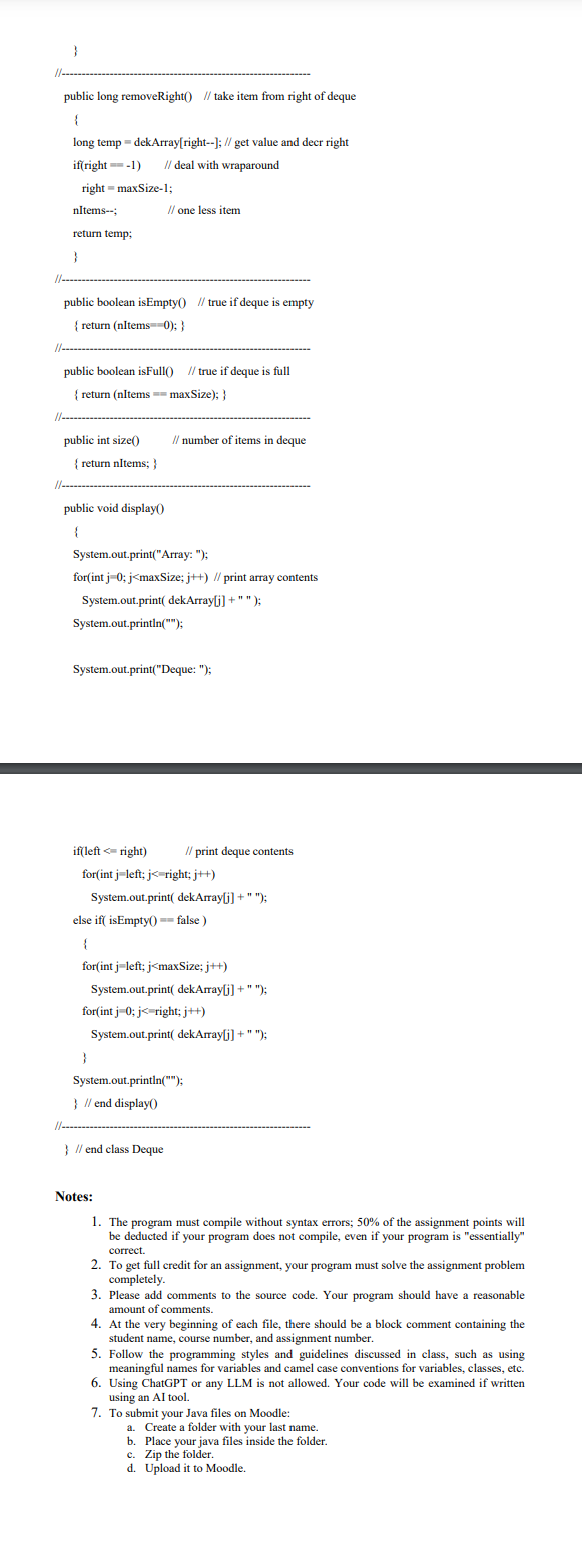 }
//--------------------------------------------------------------
public long removeRight() // take item from right of deque
{
long temp = dekArray[right--]; // get value and decr right
if(right == -1) // deal with wraparound
right = maxSize-1;
nItems--; // one less item
return temp;
}
//--------------------------------------------------------------
public boolean isEmpty() // true if deque is empty
{ return (nItems==0); }
//--------------------------------------------------------------
public boolean isFull() // true if deque is full
{ return (nItems == maxSize); }
//--------------------------------------------------------------
public int size() // number of items in deque
{ return nItems; }
//--------------------------------------------------------------
public void display()
{
System.out.print("Array: ");
for(int j=0; j<maxSize; j++) // print array contents
System.out.print( dekArray[j] + " " );
System.out.println("");
System.out.print("Deque: ");
if(left <= right) // print deque contents
for(int j=left; j<=right; j++)
System.out.print( dekArray[j] + " ");
else if( isEmpty() == false )
{
for(int j=left; j<maxSize; j++)
System.out.print( dekArray[j] + " ");
for(int j=0; j<=right; j++)
System.out.print( dekArray[j] + " ");
}
System.out.println("");
} // end display()
//--------------------------------------------------------------
} // end class Deque
Notes:
1. The program must compile without syntax errors; 50% of the assignment points will
be deducted if your program does not compile, even if your program is "essentially"
correct.
2. To get full credit for an assignment, your program must solve the assignment problem
completely.
3. Please add comments to the source code. Your program should have a reasonable
amount of comments.
4. At the very beginning of each file, there should be a block comment containing the
student name, course number, and assignment number.
5. Follow the programming styles and guidelines discussed in class, such as using
meaningful names for variables and camel case conventions for variables, classes, etc.
6. Using ChatGPT or any LLM is not allowed. Your code will be examined if written
using an AI tool.
7. To submit your Java files on Moodle:
a. Create a folder with your last name.
b. Place your java files inside the folder.
c. Zip the folder.
d. Upload it to Moodle.